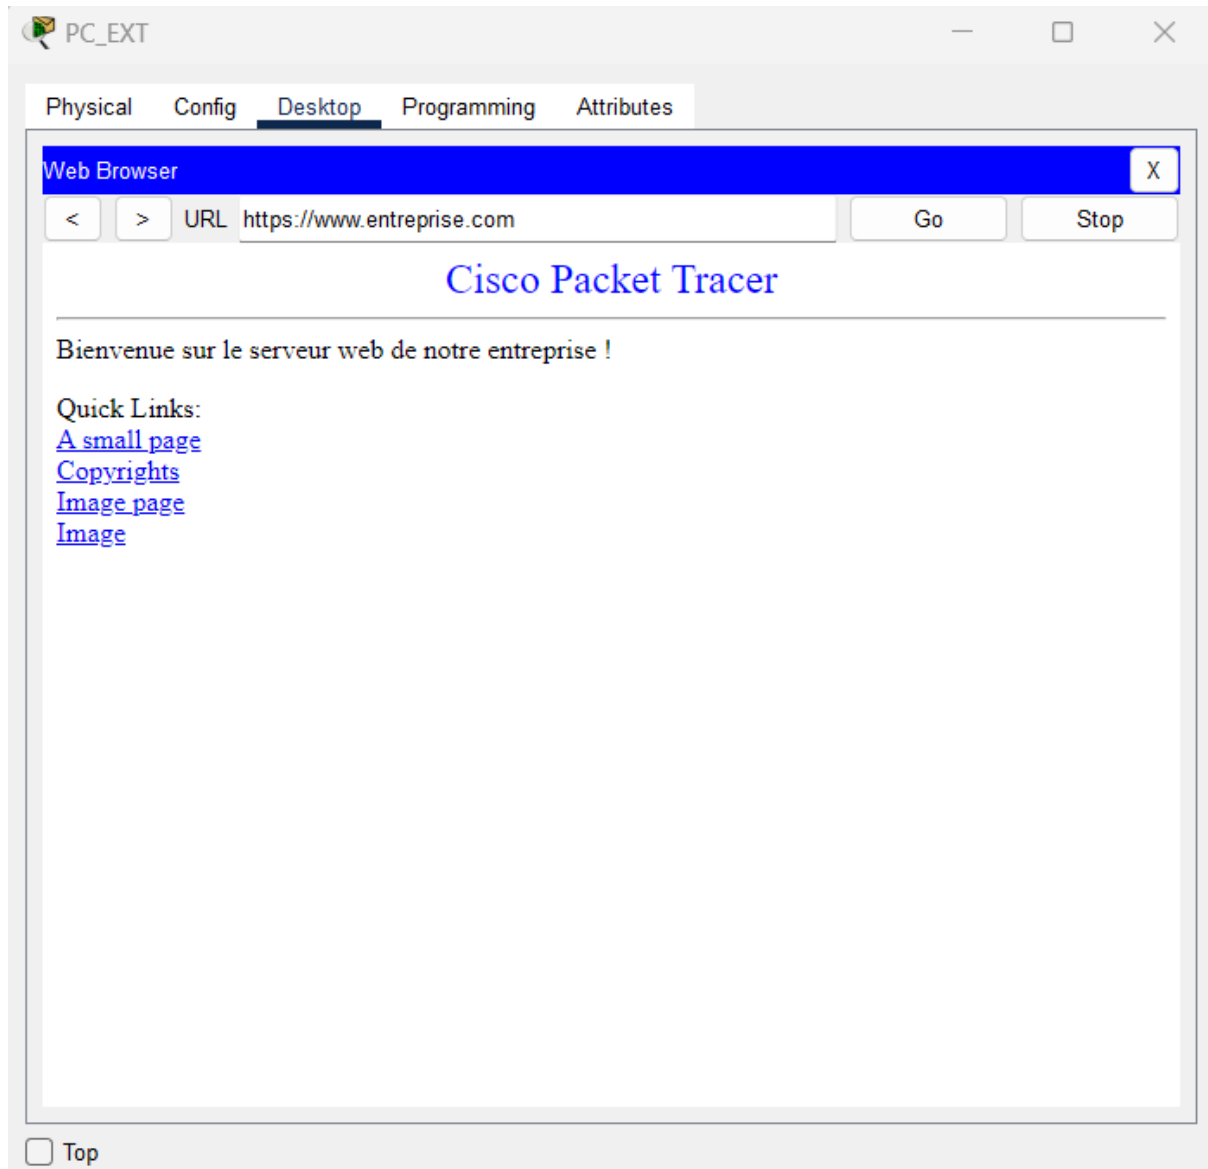 PC_EXT
Physical Config Desktop Programming Attributes
Web Browser X
< > URL https://www.entreprise.com Go Stop
Cisco Packet Tracer
Bienvenue sur le serveur web de notre entreprise !
Quick Links:
A small page
Copyrights
Image page
Image
Top